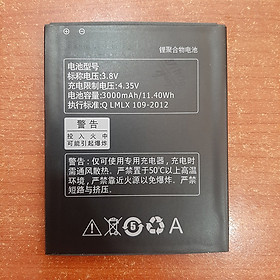 锂聚合物电池
电池型号:
标称电压:3.8V
充电限制电压:4.35V
电池容量:3000mAh/11.40Wh
执行标准:Q LMLX 109-2012
警告
投入火中
可能引起爆炸
警告:仅可使用专用充电器,充电时
需通风散热。严禁置于50℃以上高温
环境,严禁靠近火源以免爆炸。严禁
短路与挤压。
A